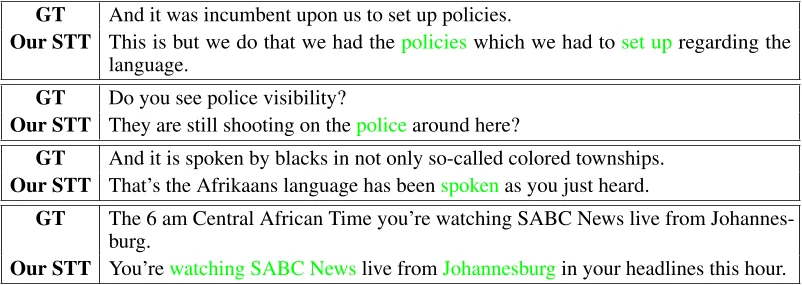 GT And it was incumbent upon us to set up policies.
Our STT This is but we do that we had the policies which we had to set up regarding the
language.
GT Do you see police visibility?
Our STT They are still shooting on the police around here?
GT And it is spoken by blacks in not only so-called colored townships.
Our STT That's the Afrikaans language has been spoken as you just heard.
GT The 6 am Central African Time you're watching SABC News live from Johannes-
burg.
Our STT You're watching SABC News live from Johannesburg in your headlines this hour.